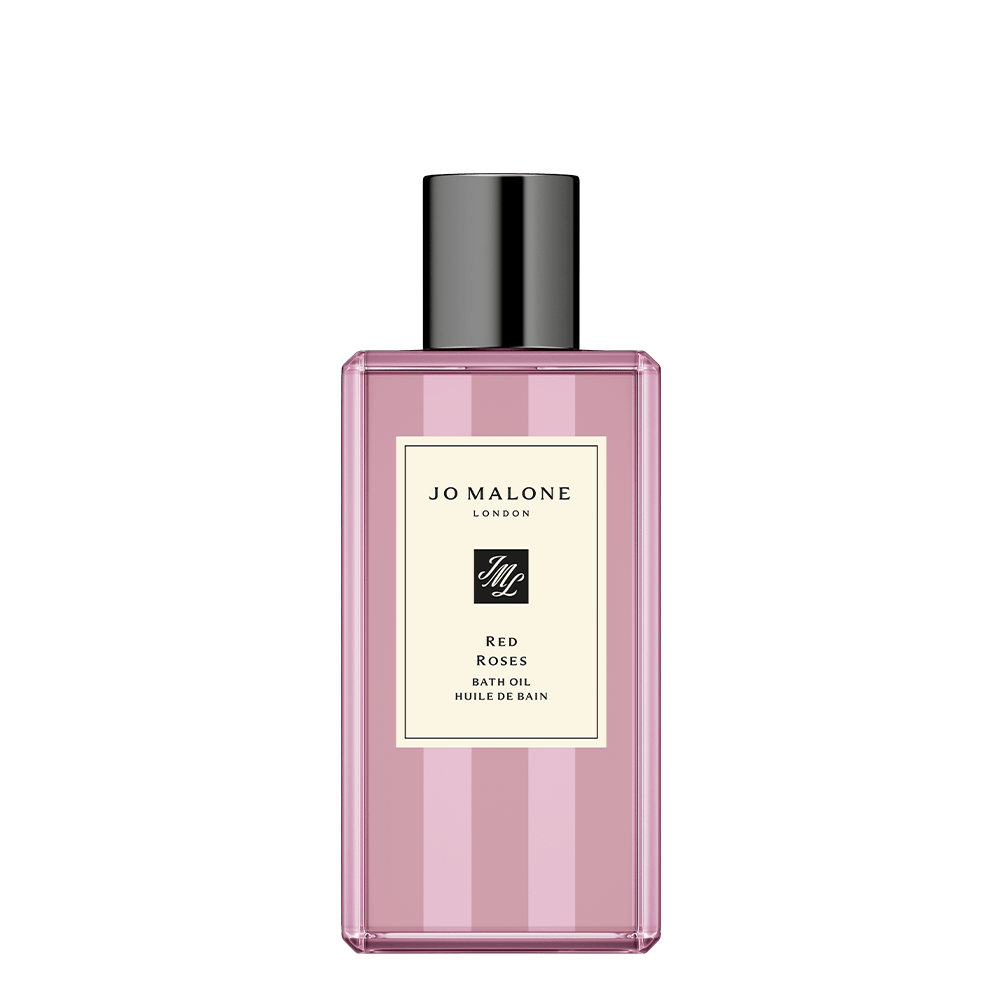 JO MALONE
LONDON
JML
RED
ROSES
BATH OIL
HUILE DE BAIN